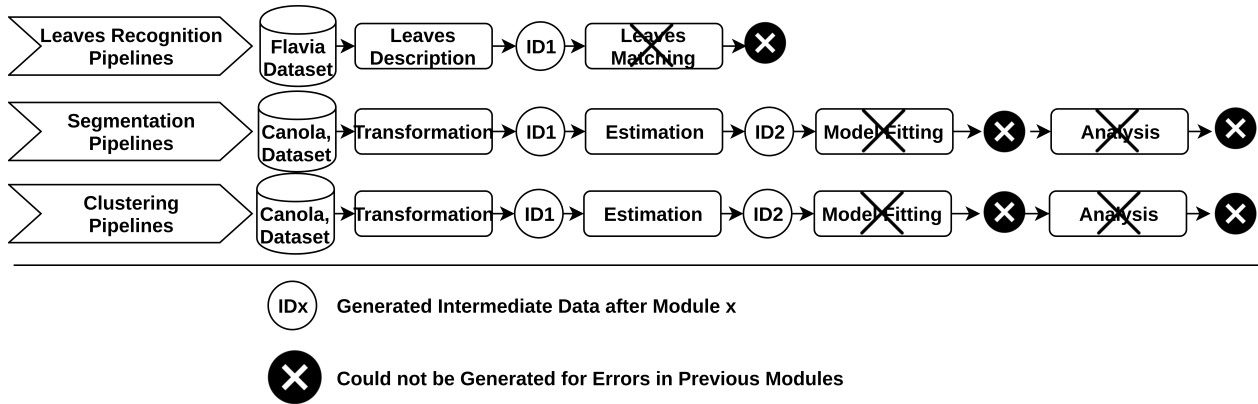 Leaves Recognition
Pipelines
Flavia
Dataset
Leaves
Description
ID1
Leaves
Matching
Segmentation
Pipelines
Canola,
Dataset
Transformation
ID1
Estimation
ID2
Model Fitting
Analysis
Clustering
Pipelines
Canola,
Dataset
Transformation
ID1
Estimation
ID2
Model Fitting
Analysis
IDx
Generated Intermediate Data after Module x
Could not be Generated for Errors in Previous Modules